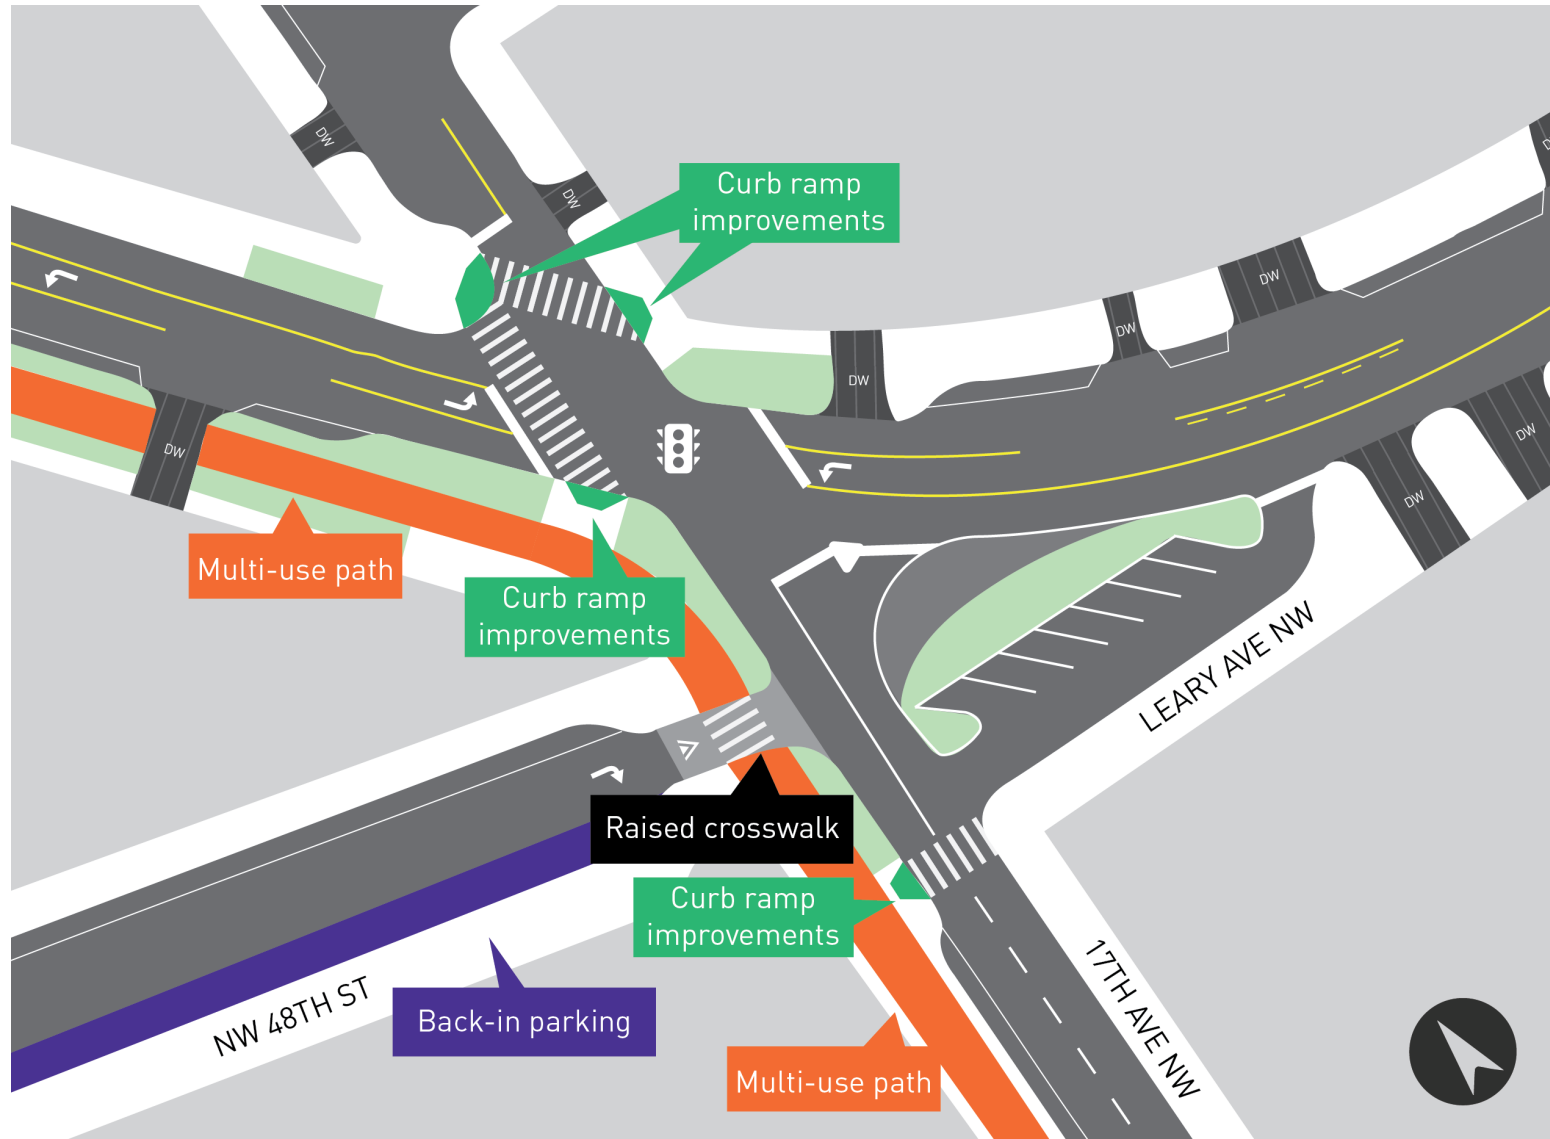 DW
DW
Curb ramp
improvements
DW
DW
DW
DW
DW
DW
DW
DW
Multi-use path
Curb ramp
improvements
LEARY AVE NW
Raised crosswalk
Curb ramp
improvements
NW 48TH ST
Back-in parking
17TH AVE NW
Multi-use path